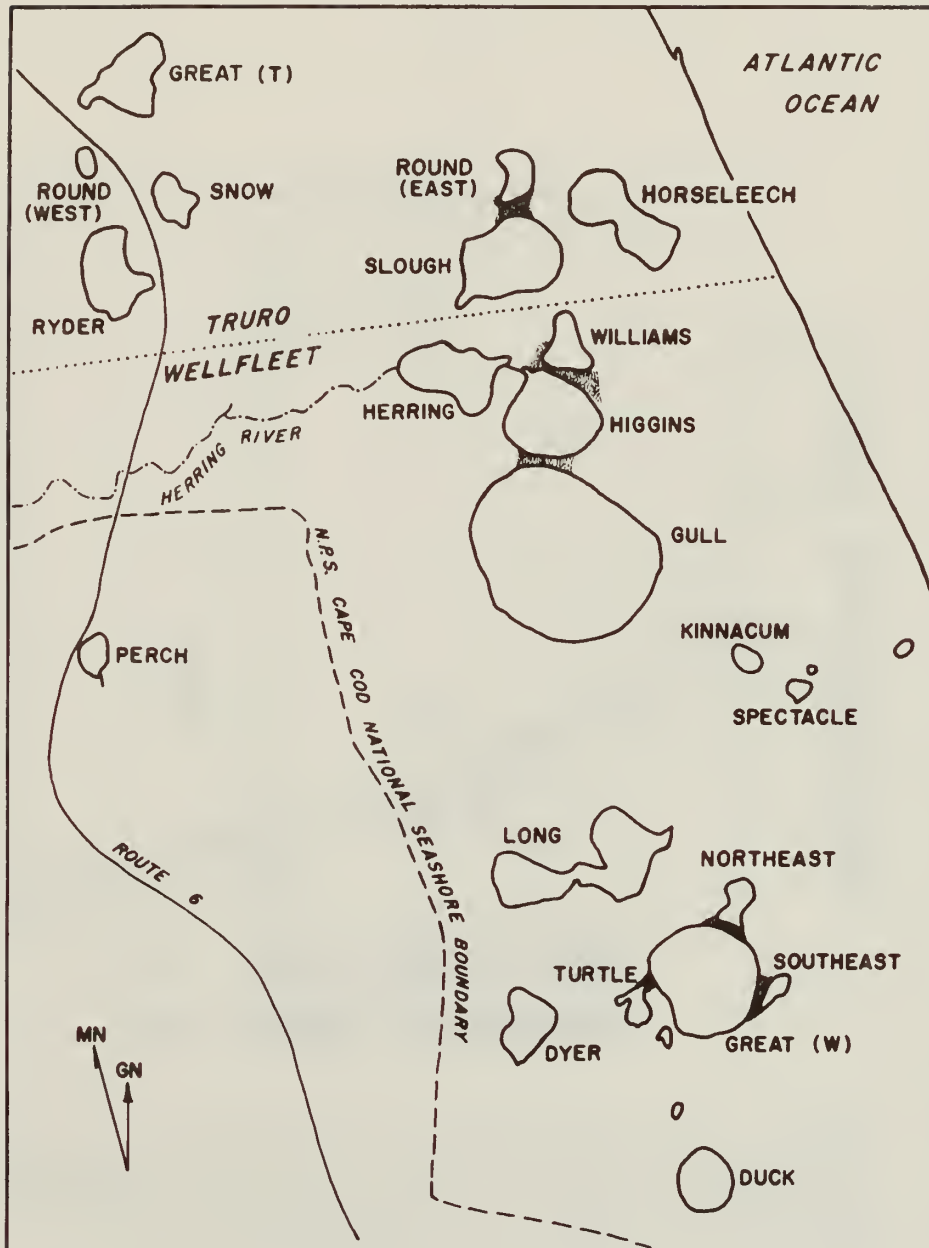 GREAT (T)
ATLANTIC
OCEAN
ROUND
(WEST)
SNOW
ROUND
(EAST)
HORSELEECH
SLOUGH
RYDER
TRURO
WELLFLEET
WILLIAMS
HERRING
HIGGINS
HERRING RIVER
GULL
N.P.S. CAPE COD NATIONAL SEASHORE BOUNDARY
PERCH
KINNACUM
SPECTACLE
LONG
NORTHEAST
ROUTE 6
TURTLE
SOUTHEAST
DYER
GREAT (W)
MN
GN
DUCK